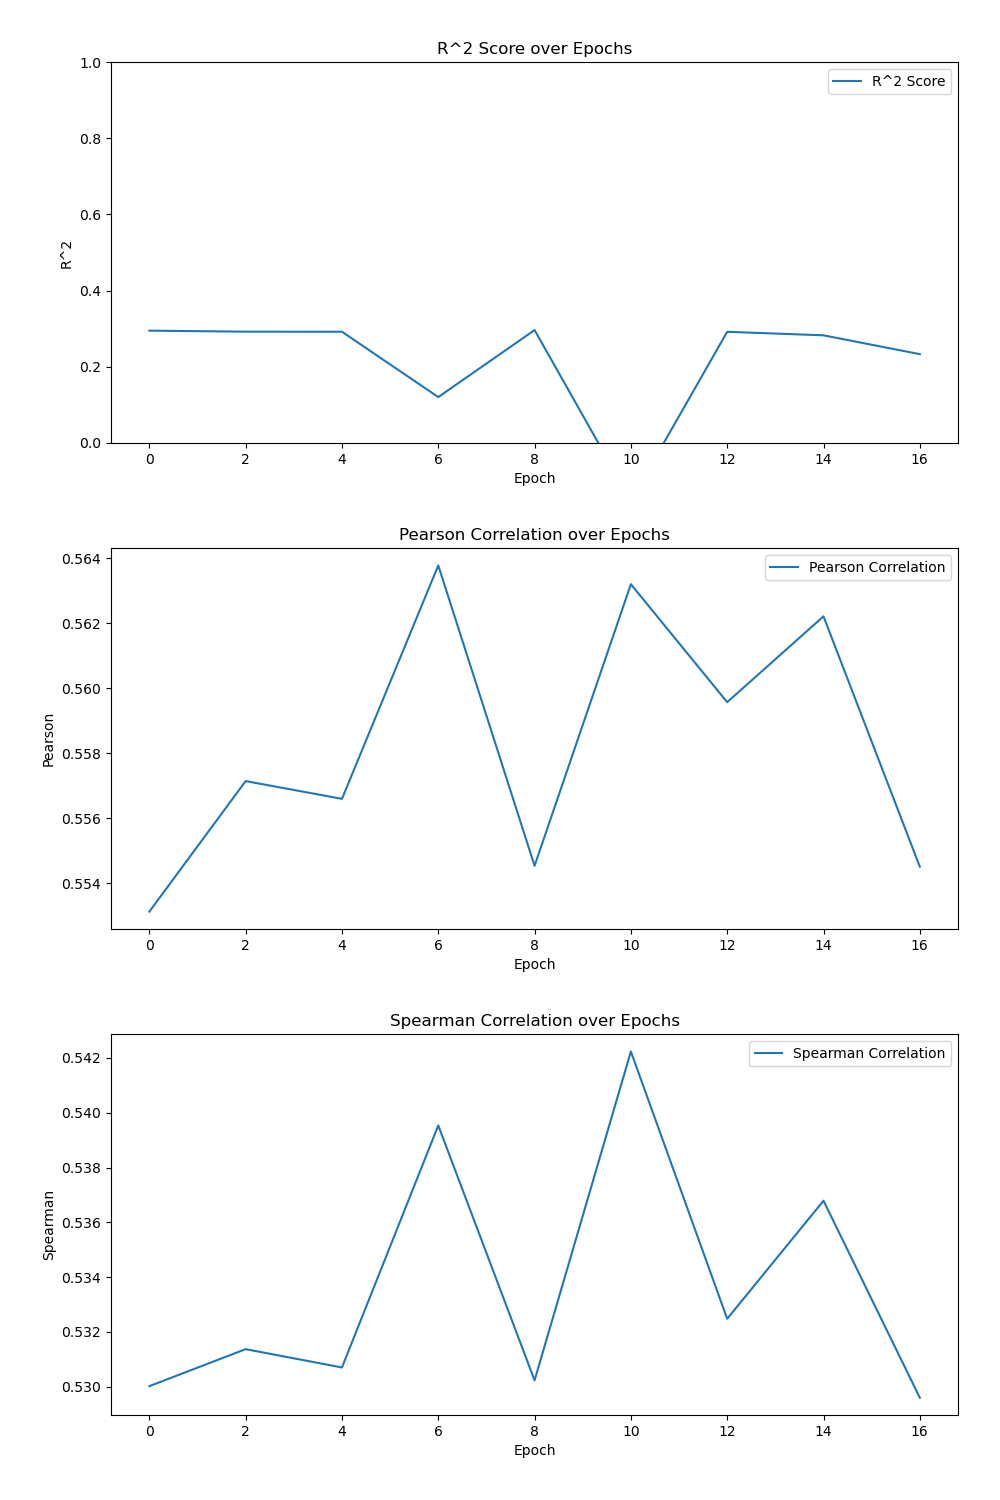 R^2 Score over Epochs
R^2 Score
1.0
0.8
0.6
0.4
0.2
0.0
R^2
0 2 4 6 8 10 12 14 16
Epoch
Pearson Correlation over Epochs
Pearson Correlation
0.564
0.562
0.560
0.558
0.556
0.554
Pearson
0 2 4 6 8 10 12 14 16
Epoch
Spearman Correlation over Epochs
Spearman Correlation
0.542
0.540
0.538
0.536
0.534
0.532
0.530
Spearman
0 2 4 6 8 10 12 14 16
Epoch